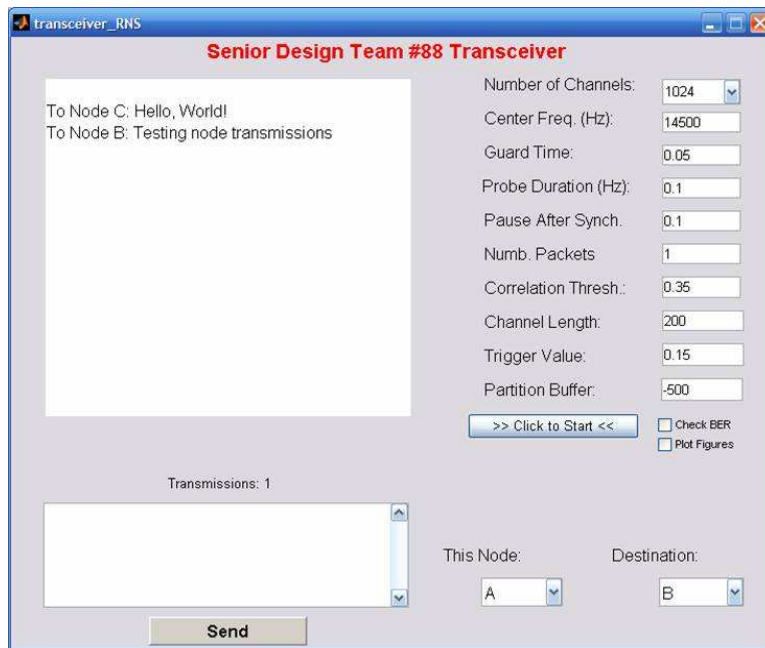 transceiver_RNS
Senior Design Team #88 Transceiver
To Node C: Hello, World!
To Node B: Testing node transmissions
Number of Channels: 1024
Center Freq. (Hz): 14500
Guard Time: 0.05
Probe Duration (Hz): 0.1
Pause After Synch. 0.1
Numb. Packets 1
Correlation Thresh.: 0.35
Channel Length: 200
Trigger Value: 0.15
Partition Buffer: -500
>> Click to Start <<
Check BER
Plot Figures
Transmissions: 1
This Node: Destination:
A B
Send